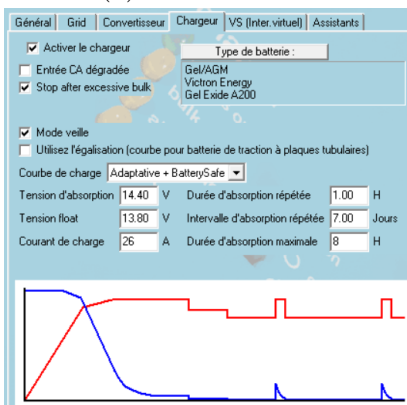 Général Grid Convertisseur Chargeur VS (Inter. virtuel) Assistants
Activer le chargeur
Type de batterie :
Entrée CA dégradée
Stop after excessive bulk
Gel/AGM
Victron Energy
Gel Exide A200
Mode veille
Utilisez l'égalisation (courbe pour batterie de traction à plaques tubulaires)
Courbe de charge Adaptative + BatterySafe
Tension d'absorption 14.40 V Durée d'absorption répétée 1.00 H
Tension float 13.80 V Intervalle d'absorption répétée 7.00 Jours
Courant de charge 26 A Durée d'absorption maximale 8 H